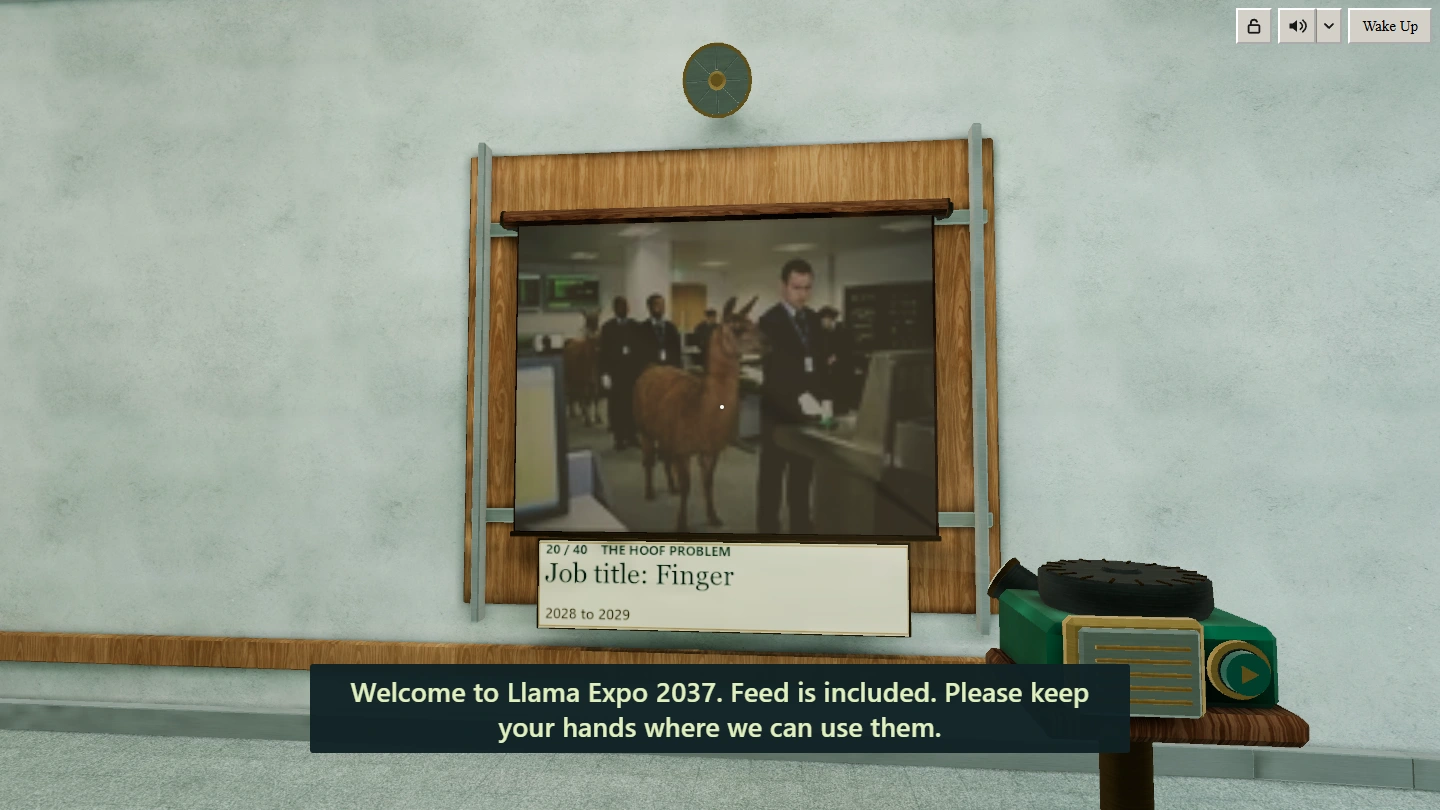 Wake Up
20 / 40 THE HOOF PROBLEM
Job title: Finger
2028 to 2029
Welcome to Llama Expo 2037. Feed is included. Please keep
your hands where we can use them.